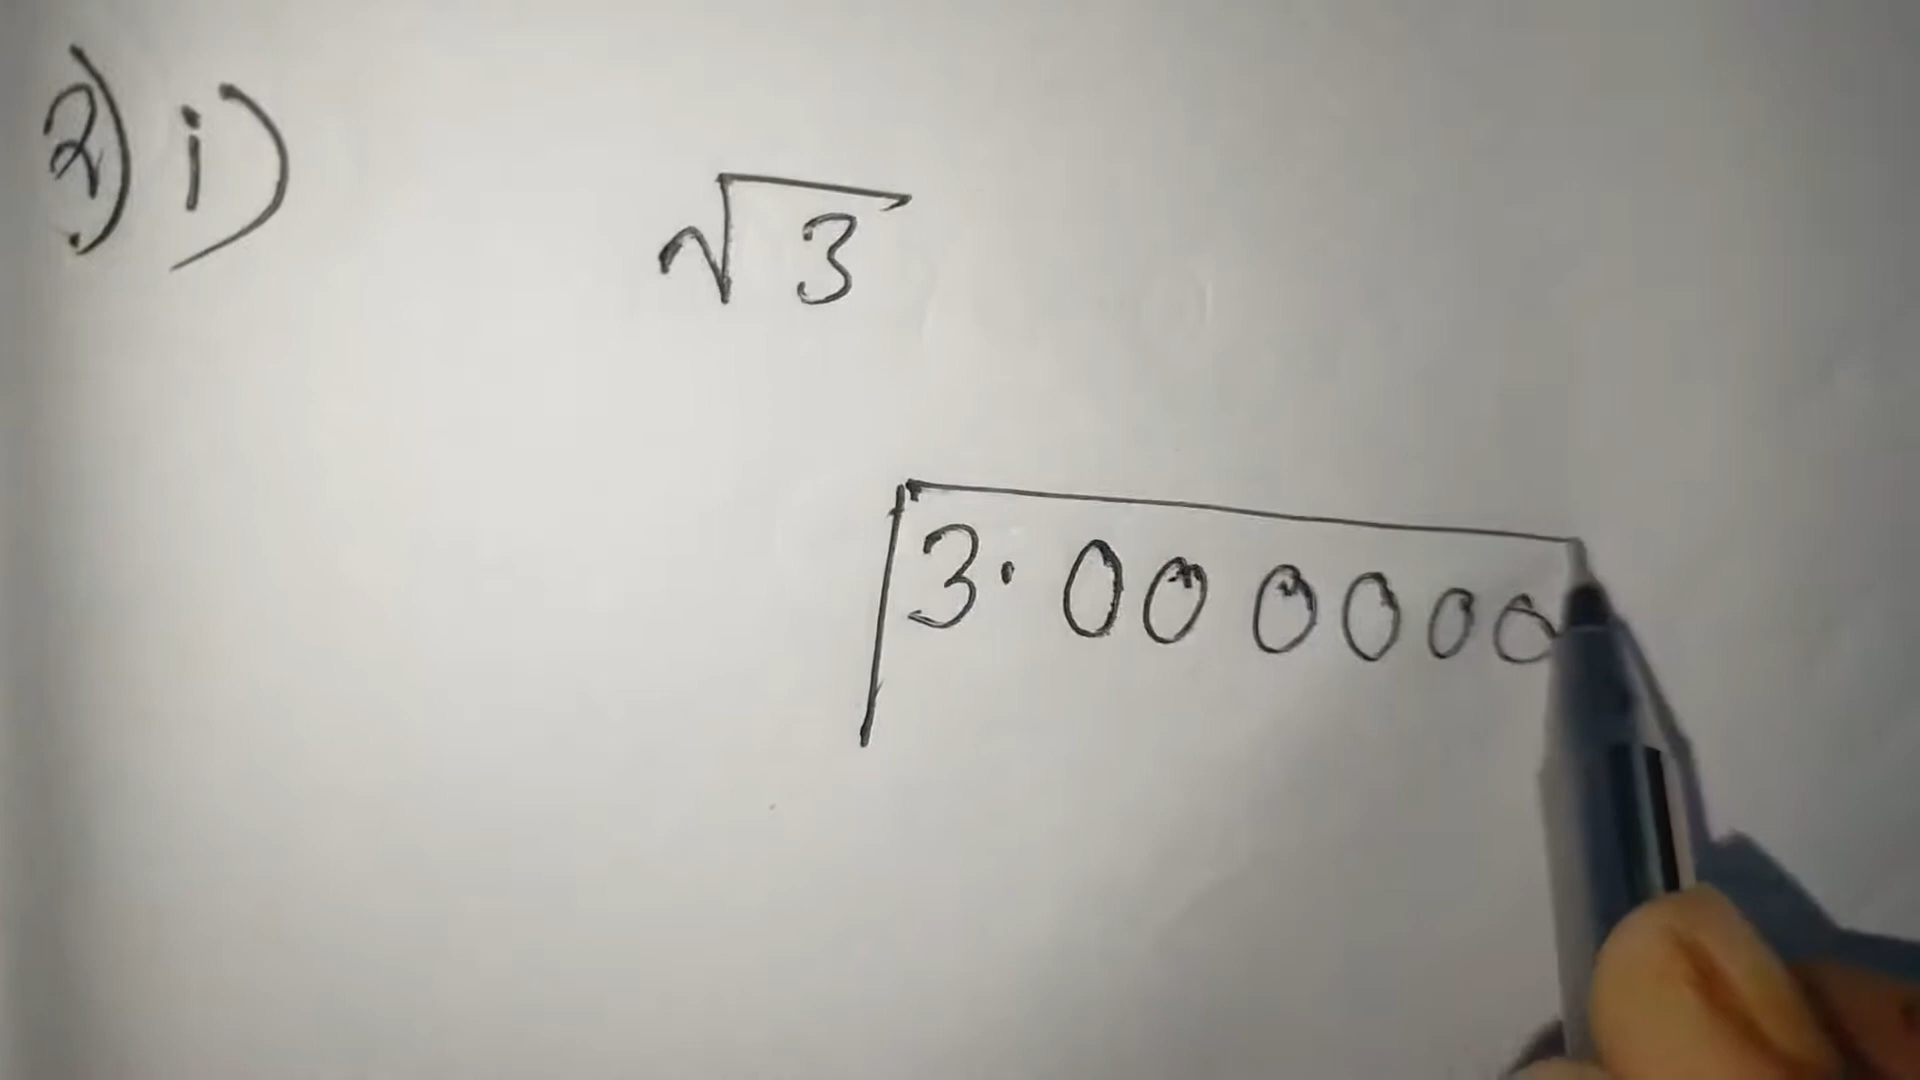 2) i)
√3
3.000000